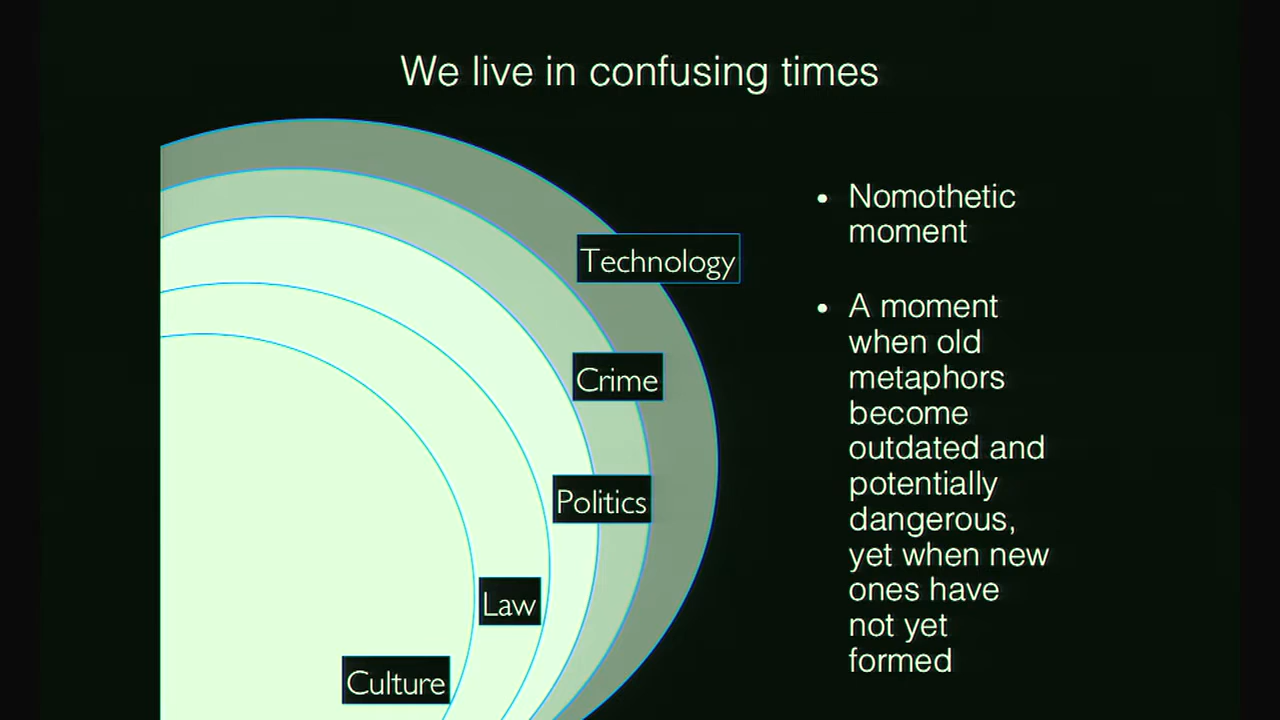 We live in confusing times
Technology
Crime
Politics
Law
Culture
• Nomothetic
moment
• A moment
when old
metaphors
become
outdated and
potentially
dangerous,
yet when new
ones have
not yet
formed